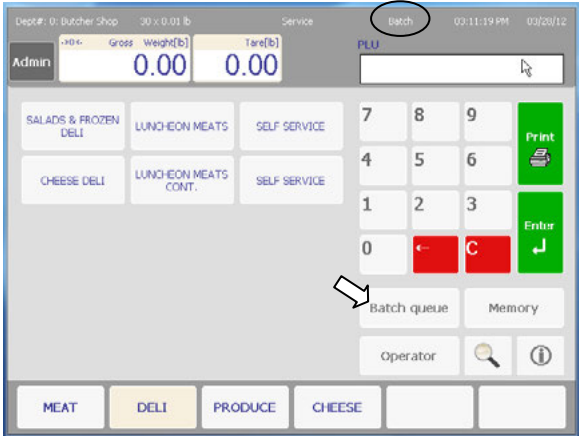 Dept#: 0: Butcher Shop 30 x 0.01 lb Service Batch 03:11:19 PM 03/28/12
Admin
->0<- Gross Weight[lb] Tare[lb] PLU
0.00 0.00
SALADS & FROZEN
DELI
LUNCHEON MEATS
SELF SERVICE
CHEESE DELI
LUNCHEON MEATS
CONT.
SELF SERVICE
7 8 9
Print
4 5 6
1 2 3
Enter
↵
0 ← C
Batch queue Memory
Operator
MEAT DELI PRODUCE CHEESE